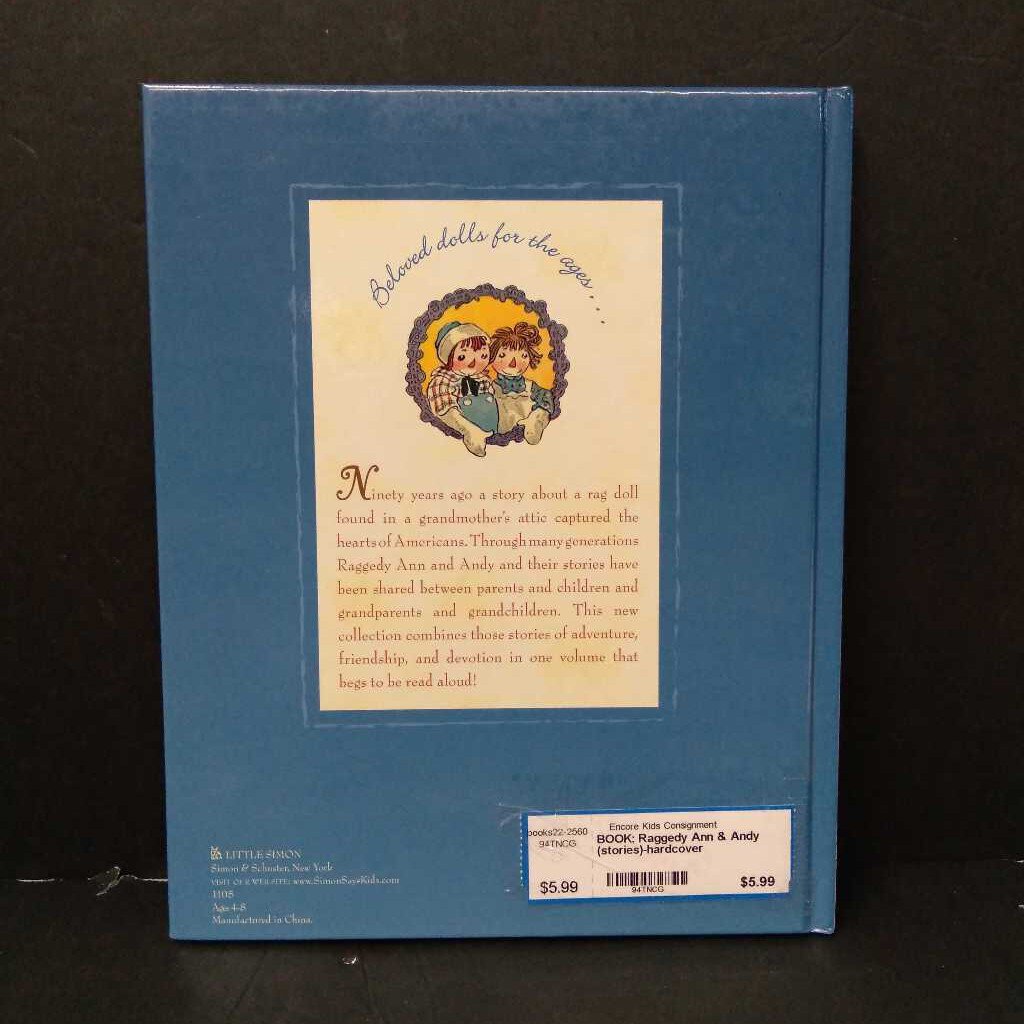 Beloved dolls for the ages . . .
Ninety years ago a story about a rag doll
found in a grandmother's attic captured the
hearts of Americans. Through many generations
Raggedy Ann and Andy and their stories have
been shared between parents and children and
grandparents and grandchildren. This new
collection combines those stories of adventure,
friendship, and devotion in one volume that
begs to be read aloud!
LITTLE SIMON
Simon & Schuster, New York
VISIT OUR WEBSITE: www.SimonSaysKids.com
1108
Ages 4-8
Manufactured in China.
books22-2560
94TNCG
$5.99
Encore Kids Consignment
BOOK: Raggedy Ann & Andy
(stories)-hardcover
94TNCG
$5.99